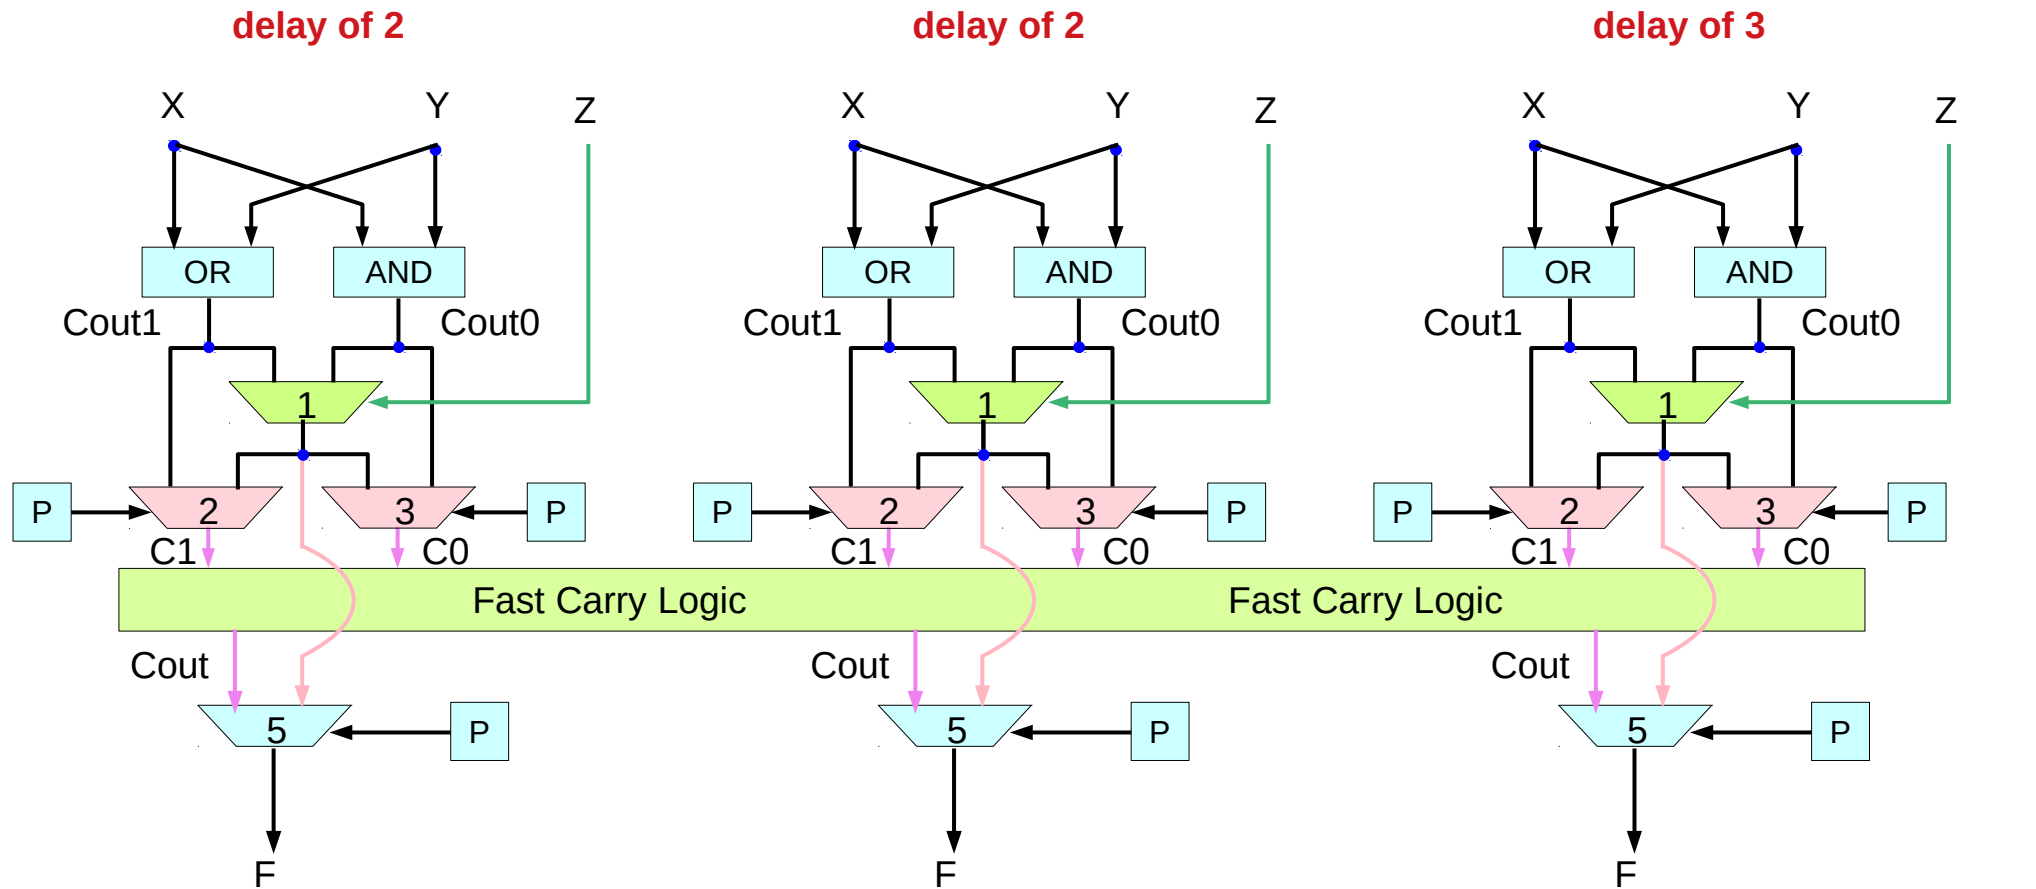 delay of 2 delay of 2 delay of 3
X Y Z X Y Z X Y Z
OR AND OR AND OR AND
Cout1 Cout0 Cout1 Cout0 Cout1 Cout0
1 1 1
P 2 3 P P 2 3 P P 2 3 P
C1 C0 C1 C0 C1 C0
Fast Carry Logic Fast Carry Logic
Cout Cout Cout
5 P 5 P 5 P
F F F